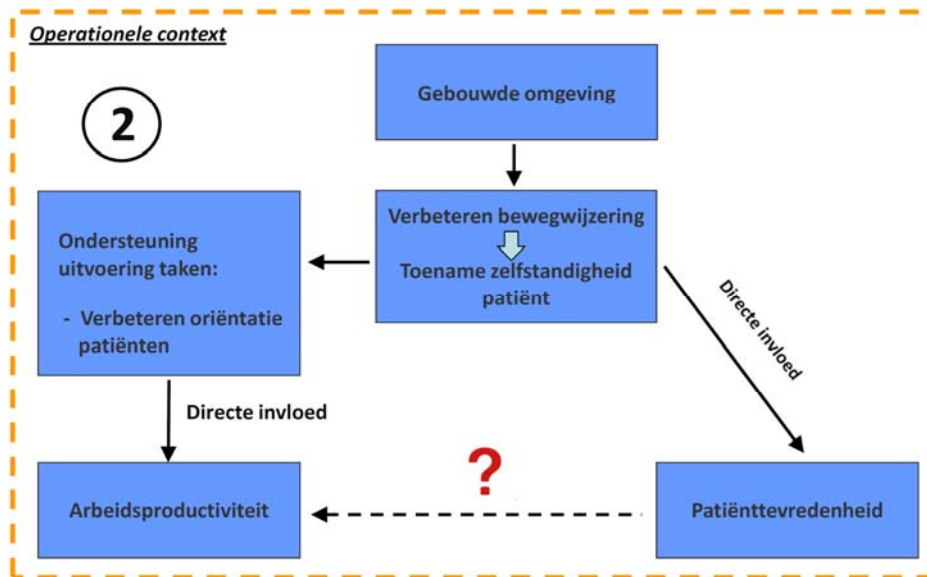 Operationele context
2
Gebouwde omgeving
Verbeteren bewegwijzering
Toename zelfstandigheid
patiënt
Ondersteuning
uitvoering taken:
- Verbeteren oriëntatie
patiënten
Directe invloed
Directe invloed
?
Arbeidsproductiviteit
Patiënttevredenheid